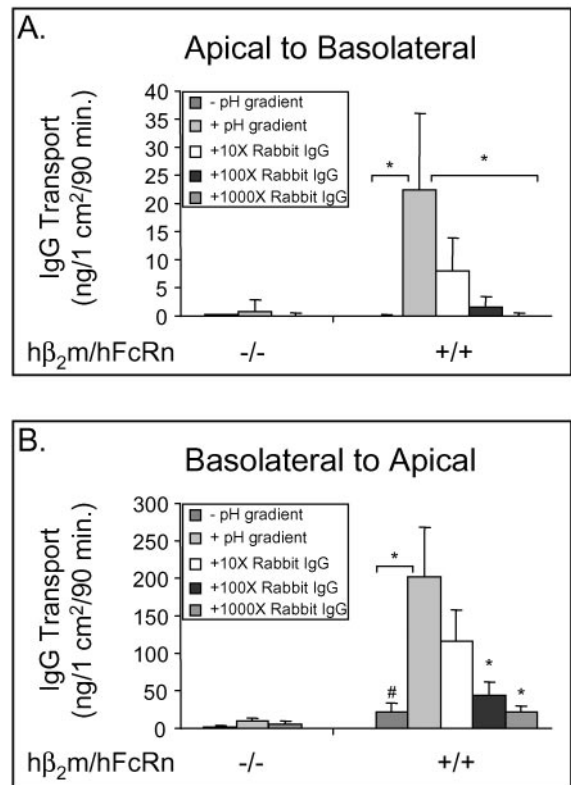 A.
Apical to Basolateral
IgG Transport
(ng/1 cm²/90 min.)
40
35
30
25
20
15
10
5
0
- pH gradient
+ pH gradient
+10X Rabbit IgG
+100X Rabbit IgG
+1000X Rabbit IgG
*
*
hβ₂m/hFcRn
-/-
+/+
B.
Basolateral to Apical
IgG Transport
(ng/1 cm²/90 min.)
300
250
200
150
100
50
0
- pH gradient
+ pH gradient
+10X Rabbit IgG
+100X Rabbit IgG
+1000X Rabbit IgG
*
#
*
*
hβ₂m/hFcRn
-/-
+/+